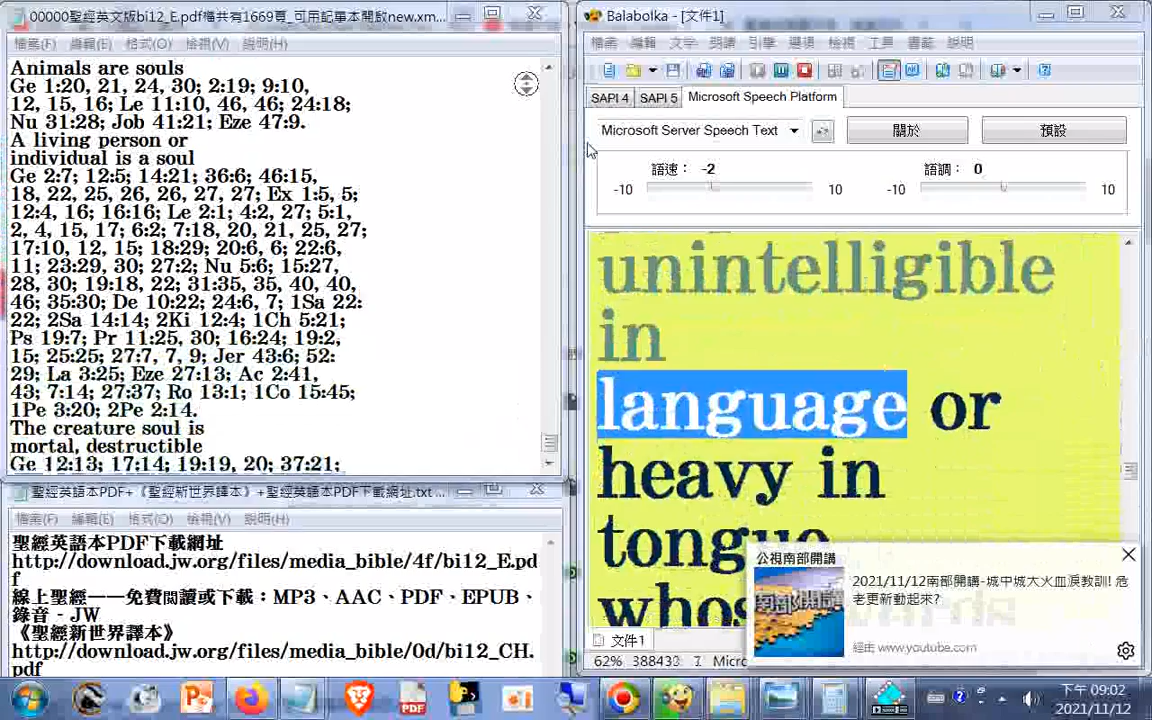 00000聖經英文版bi12_E.pdf檔共有1669頁_可用記事本開啟new.xm...
檔案(F) 編輯(E) 格式(O) 檢視(V) 說明(H)
Animals are souls
Ge 1:20, 21, 24, 30; 2:19; 9:10,
12, 15, 16; Le 11:10, 46, 46; 24:18;
Nu 31:28; Job 41:21; Eze 47:9.
A living person or
individual is a soul
Ge 2:7; 12:5; 14:21; 36:6; 46:15,
18, 22, 25, 26, 26, 27, 27; Ex 1:5, 5;
12:4, 16; 16:16; Le 2:1; 4:2, 27; 5:1,
2, 4, 15, 17; 6:2; 7:18, 20, 21, 25, 27;
17:10, 12, 15; 18:29; 20:6, 6; 22:6,
11; 23:29, 30; 27:2; Nu 5:6; 15:27,
28, 30; 19:18, 22; 31:35, 35, 40, 40,
46; 35:30; De 10:22; 24:6, 7; 1Sa 22:
22; 2Sa 14:14; 2Ki 12:4; 1Ch 5:21;
Ps 19:7; Pr 11:25, 30; 16:24; 19:2,
15; 25:25; 27:7, 7, 9; Jer 43:6; 52:
29; La 3:25; Eze 27:13; Ac 2:41,
43; 7:14; 27:37; Ro 13:1; 1Co 15:45;
1Pe 3:20; 2Pe 2:14.
The creature soul is
mortal, destructible
Ge 12:13; 17:14; 19:19, 20; 37:21;
聖經英語本PDF+《聖經新世界譯本》+聖經英語本PDF下載網址.txt ...
檔案(F) 編輯(E) 格式(O) 檢視(V) 說明(H)
聖經英語本PDF下載網址
http://download.jw.org/files/media_bible/4f/bi12_E.pd
f
線上聖經——免費閱讀或下載：MP3、AAC、PDF、EPUB、
錄音 - JW
《聖經新世界譯本》
http://download.jw.org/files/media_bible/0d/bi12_CH.
pdf
Balabolka - [文件1]
檔案 編輯 文字 朗讀 引擎 選項 檢視 工具 書籤 說明
SAPI 4 SAPI 5 Microsoft Speech Platform
Microsoft Server Speech Text 關於 預設
語速： -2 語調： 0
-10 10 -10 10
unintelligible
in
language or
heavy in
tongue
whos
文件1
62% 388433
公視南部開講
2021/11/12南部開講-城中城大火血淚教訓! 危
老更新動起來?
南部開講
經由 www.youtube.com
下午 09:02
2021/11/12